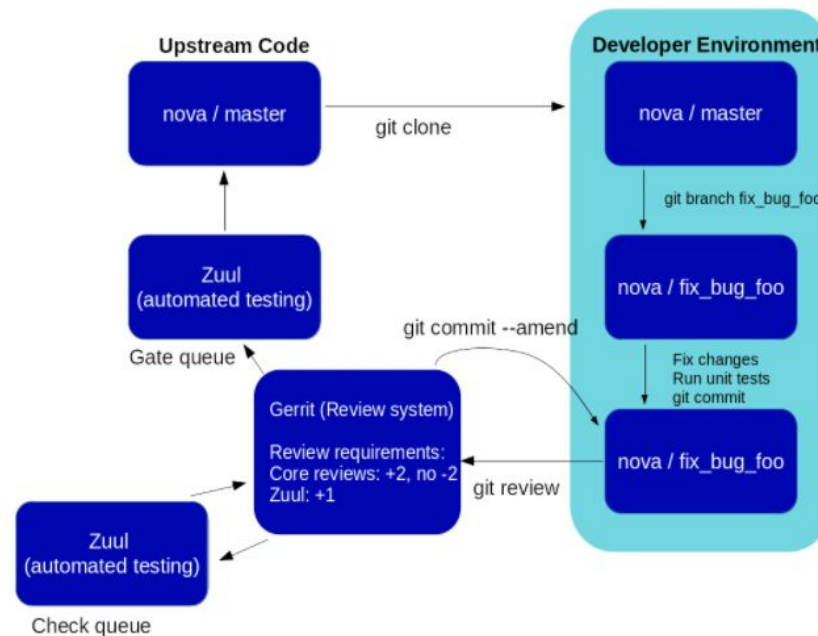 Upstream Code
nova / master
git clone
Developer Environment
nova / master
git branch fix_bug_foo
nova / fix_bug_foo
Fix changes
Run unit tests
git commit
nova / fix_bug_foo
git commit --amend
git review
Zuul
(automated testing)
Gate queue
Gerrit (Review system)
Review requirements:
Core reviews: +2, no -2
Zuul: +1
Zuul
(automated testing)
Check queue